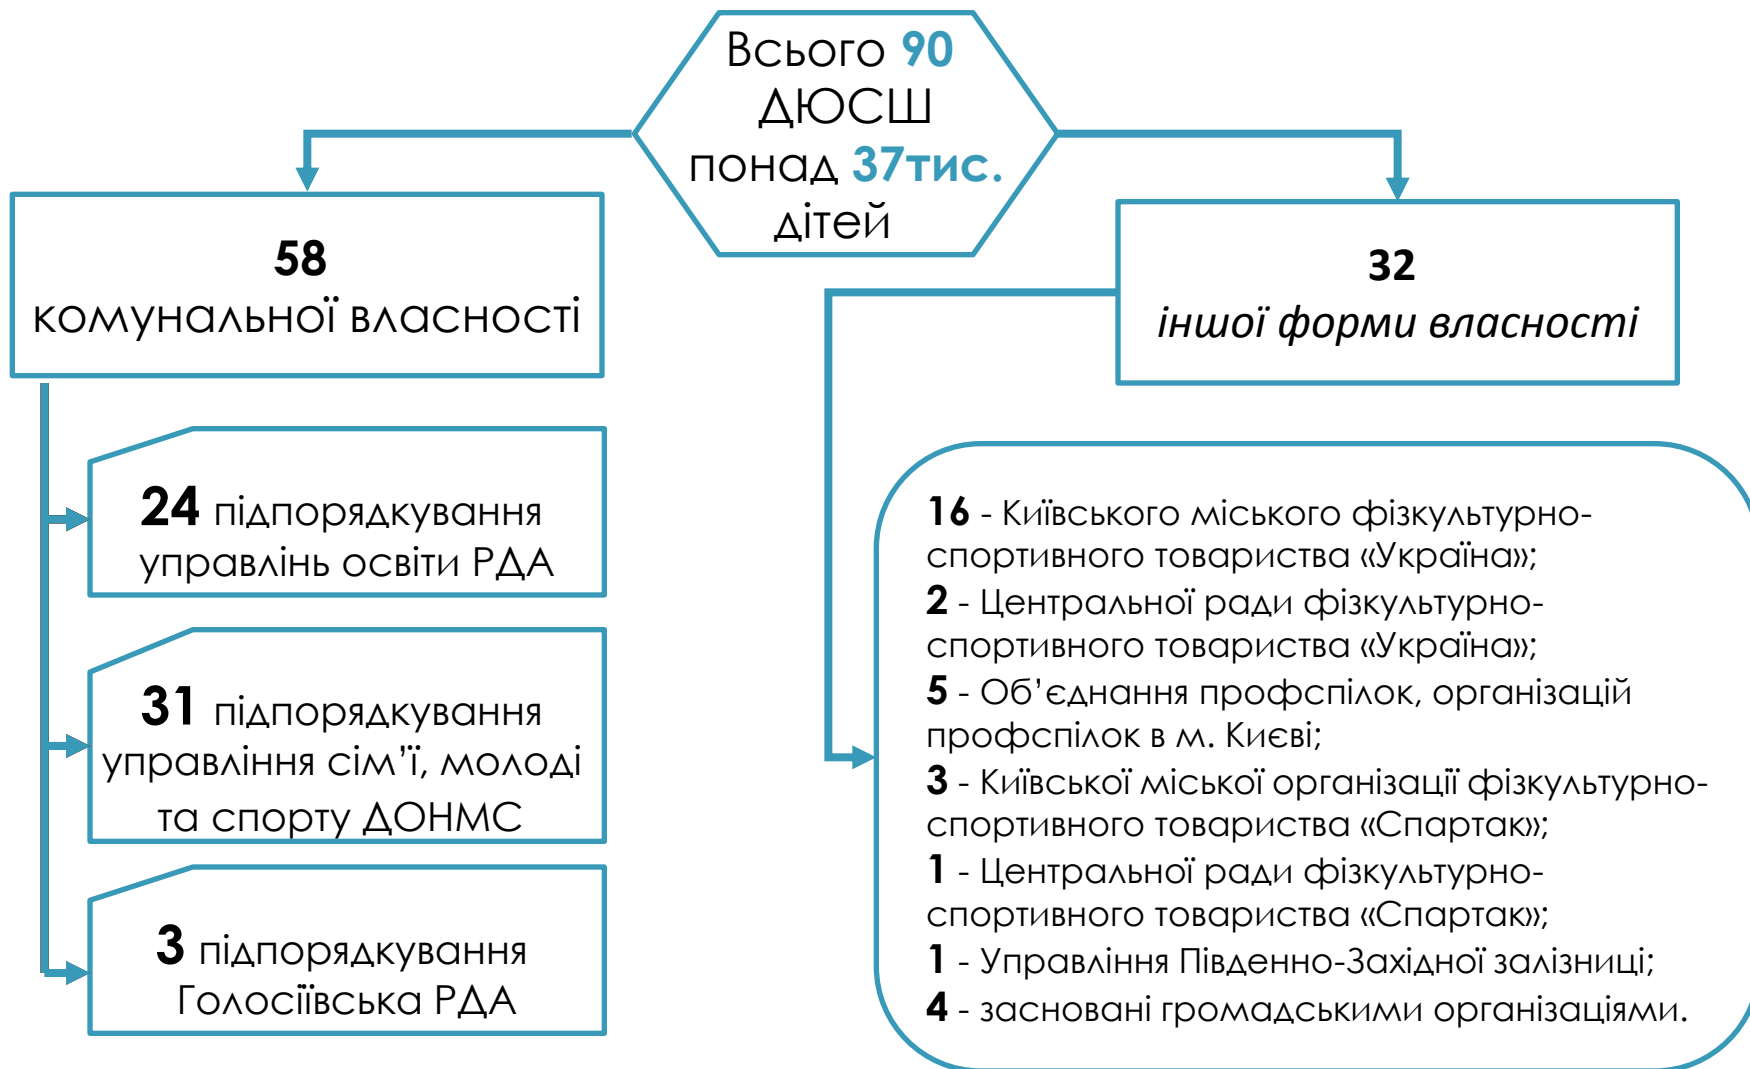 Всього 90
ДЮСШ
понад 37тис.
дітей
58
комунальної власності
32
іншої форми власності
24 підпорядкування
управлінь освіти РДА
31 підпорядкування
управління сім’ї, молоді
та спорту ДОНМС
3 підпорядкування
Голосіївська РДА
16 - Київського міського фізкультурно-
спортивного товариства «Україна»;
2 - Центральної ради фізкультурно-
спортивного товариства «Україна»;
5 - Об’єднання профспілок, організацій
профспілок в м. Києві;
3 - Київської міської організації фізкультурно-
спортивного товариства «Спартак»;
1 - Центральної ради фізкультурно-
спортивного товариства «Спартак»;
1 - Управління Південно-Західної залізниці;
4 - засновані громадськими організаціями.